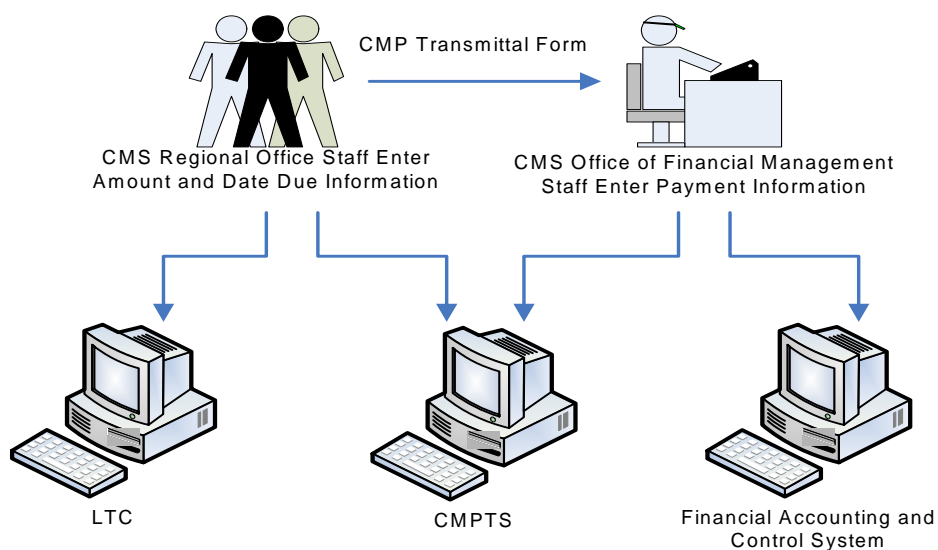 CMP Transmittal Form
CMS Regional Office Staff Enter
Amount and Date Due Information
CMS Office of Financial Management
Staff Enter Payment Information
LTC
CMPTS
Financial Accounting and
Control System